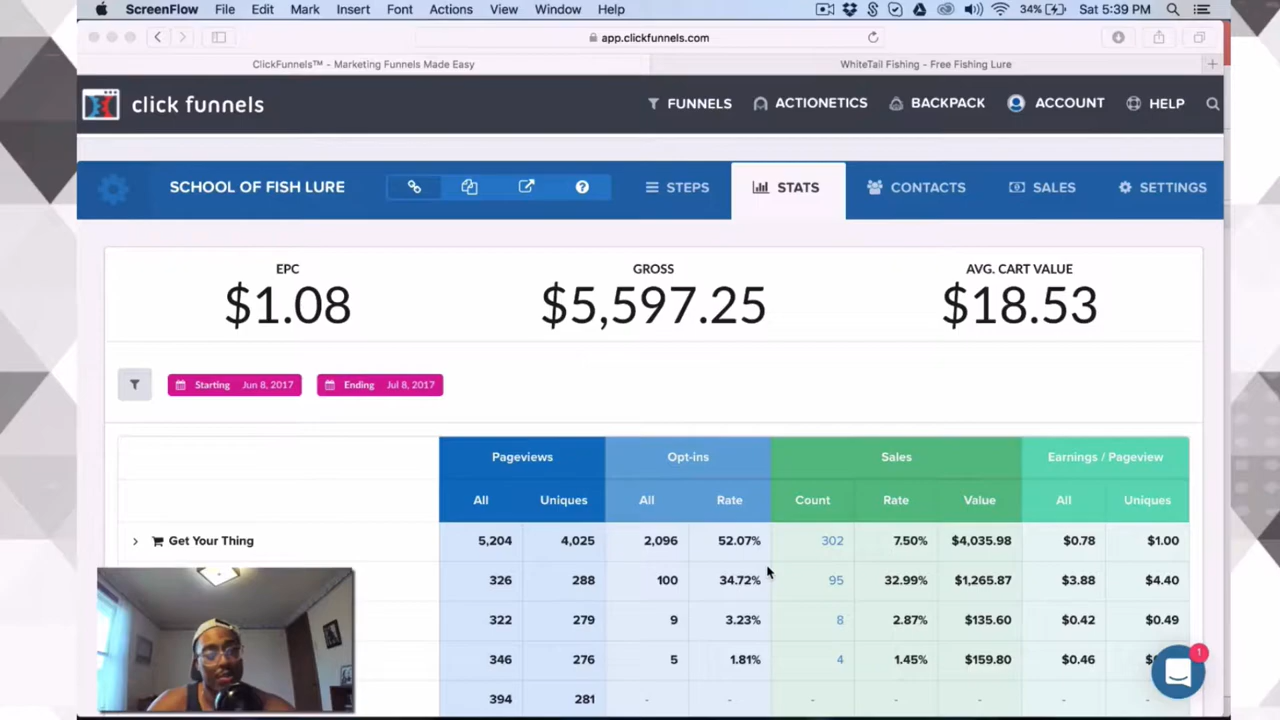 ScreenFlow File Edit Mark Insert Font Actions View Window Help 34% Sat 5:39 PM
app.clickfunnels.com
ClickFunnels™ - Marketing Funnels Made Easy WhiteTail Fishing - Free Fishing Lure
click funnels FUNNELS ACTIONETICS BACKPACK ACCOUNT HELP
SCHOOL OF FISH LURE ? STEPS STATS CONTACTS SALES SETTINGS
EPC GROSS AVG. CART VALUE
$1.08 $5,597.25 $18.53
Starting Jun 8, 2017 Ending Jul 8, 2017
Pageviews Opt-ins Sales Earnings / Pageview
All Uniques All Rate Count Rate Value All Uniques
Get Your Thing 5,204 4,025 2,096 52.07% 302 7.50% $4,035.98 $0.78 $1.00
326 288 100 34.72% 95 32.99% $1,265.87 $3.88 $4.40
322 279 9 3.23% 8 2.87% $135.60 $0.42 $0.49
346 276 5 1.81% 4 1.45% $159.80 $0.46
1
394 281 - - - - - - -